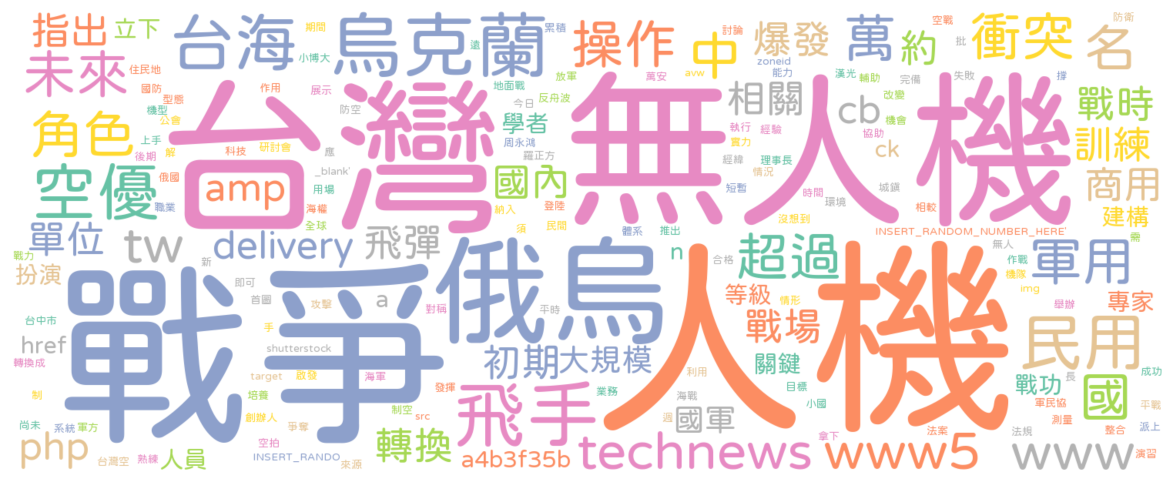 指出
立下
台海
期間
小博大
烏克蘭
累積
遠
操作
討論
中
avw
爆發
zoneid
能力
萬
約
空戰
批
衝突
防衛
名
未來
住民地
國防
型態
機型
公會
作用
展示
防空
地面戰
放軍
反舟波
今日
萬安
相關
漢光
輔助
完備
失敗
撐
改變
機會
戰時
角色
上手
後期
解
科技
研討會
應
台灣
學者
周永鴻
羅正方
無人機
執行
實力
經驗
cb
協助
ck
訓練
空優
俄國
職業
amp
_blank'
用場
海權
全球
國內
登陸
納入
須
民間
經緯
理事長
情況
短暫
時間
環境
城鎮
沒想到
相較
商用
建構
需
單位
tw
delivery
飛彈
體系
推出
n
合格
超過
INSERT_RANDOM_NUMBER_HERE'
無人
作戰
軍用
戰力
扮演
新
即可
首圖
攻擊
a
對稱
平時
俄烏
等級
情形
人機
機隊
img
舉辦
專家
台中市
href
轉換成
戰爭
手
shutterstock
target
啟發
海軍
初期
大規模
戰場
關鍵
目標
小國
民用
戰功
長
成功
制
培養
創辦人
爭奪
制空
發揮
src
飛手
業務
利用
海戰
週
國軍
軍民協
測量
國
平戰
尚未
系統
軍方
php
台灣空
熟練
人員
空拍
INSERT_RANDO
來源
轉換
a4b3f35b
technews
拿下
www5
法案
法規
www
整合
派上
演習